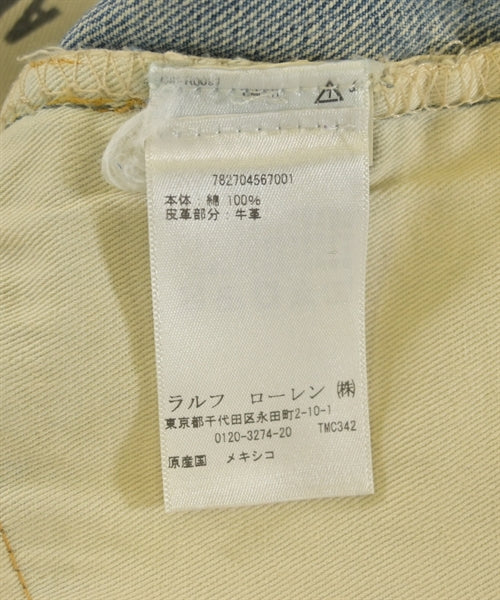 782704567001
本体：綿 100%
皮革部分：牛革
ラルフ ローレン ㈱
東京都千代田区永田町2-10-1
0120-3274-20 TMC342
原産国 メキシコ